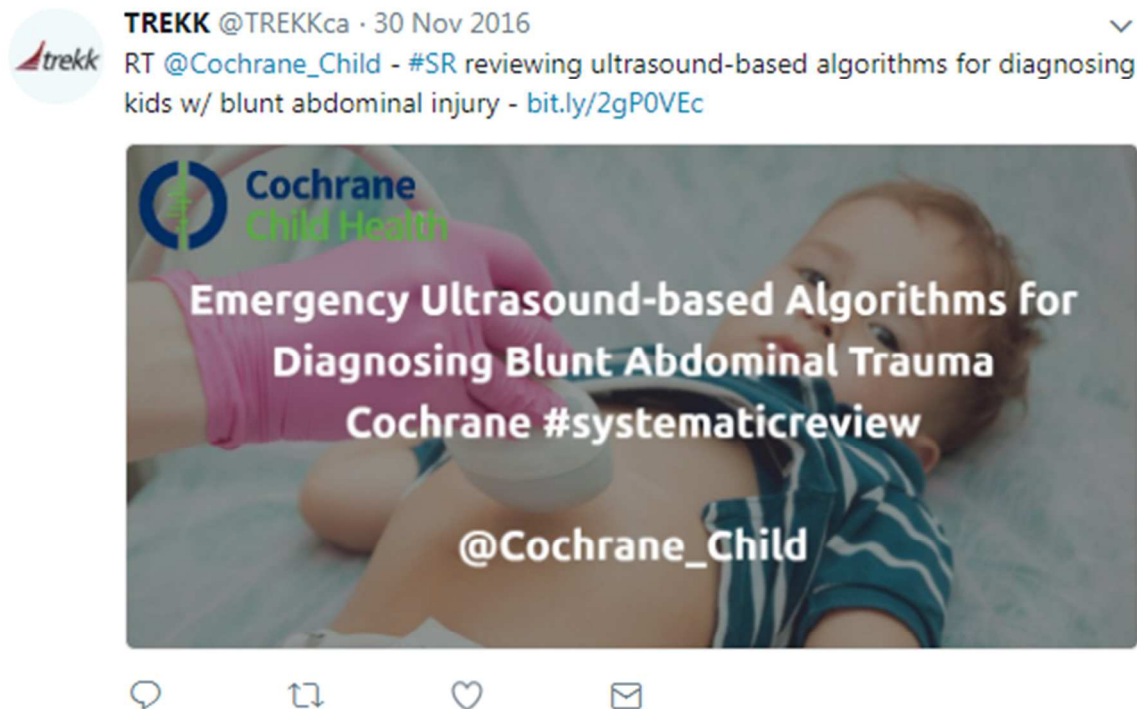 TREKK @TREKKca · 30 Nov 2016
trekk
RT @Cochrane_Child - #SR reviewing ultrasound-based algorithms for diagnosing
kids w/ blunt abdominal injury - bit.ly/2gP0VEc
Cochrane
Child Health
Emergency Ultrasound-based Algorithms for
Diagnosing Blunt Abdominal Trauma
Cochrane #systematicreview
@Cochrane_Child